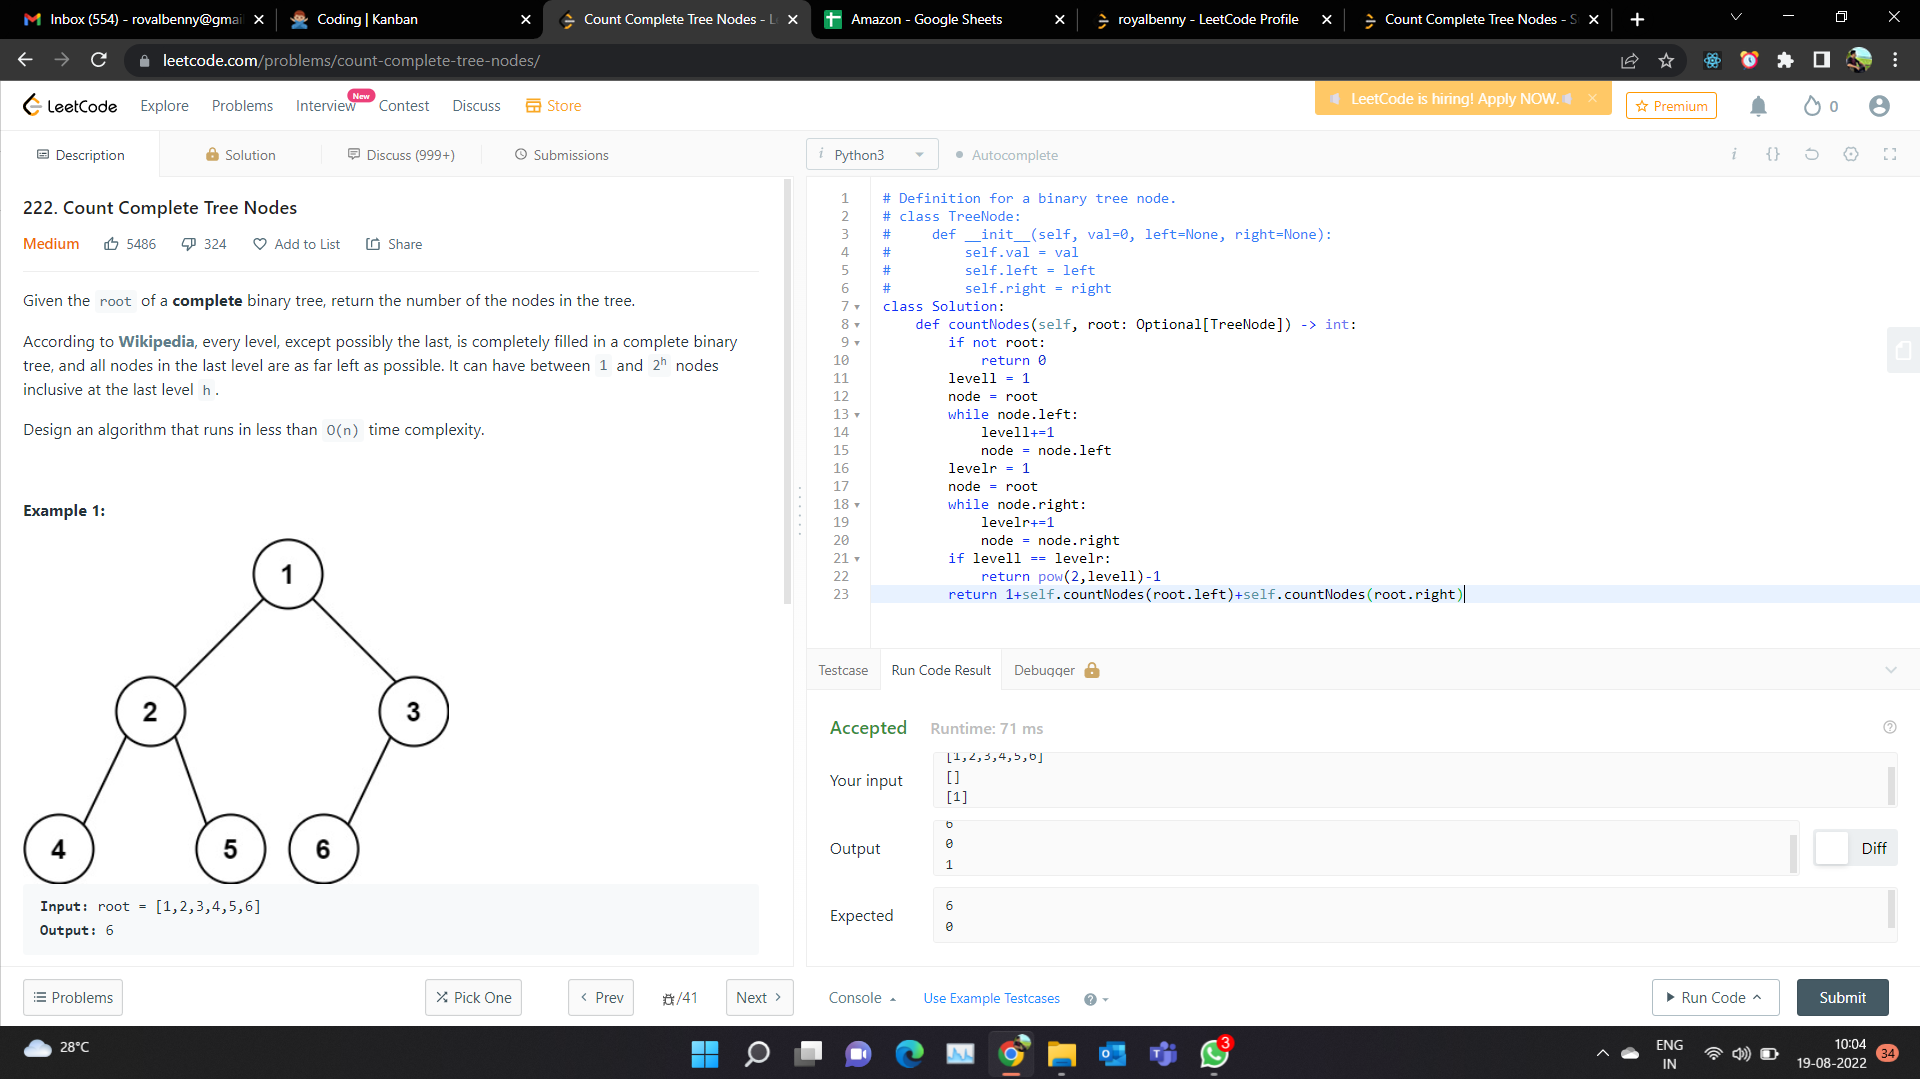 Inbox (554) - rovalbenny@gmai
Coding | Kanban
Count Complete Tree Nodes - L
Amazon - Google Sheets
royalbenny - LeetCode Profile
Count Complete Tree Nodes - S
leetcode.com/problems/count-complete-tree-nodes/
LeetCode
Explore
Problems
Interview
New
Contest
Discuss
Store
LeetCode is hiring! Apply NOW.
Premium
0
Description
Solution
Discuss (999+)
Submissions
Python3
Autocomplete
222. Count Complete Tree Nodes
Medium
5486
324
Add to List
Share
Given the root of a complete binary tree, return the number of the nodes in the tree.
According to Wikipedia, every level, except possibly the last, is completely filled in a complete binary
tree, and all nodes in the last level are as far left as possible. It can have between 1 and 2h nodes
inclusive at the last level h.
Design an algorithm that runs in less than O(n) time complexity.
Example 1:
1
2
3
4
5
6
Input: root = [1,2,3,4,5,6]
Output: 6
1 # Definition for a binary tree node.
2 # class TreeNode:
3 #     def __init__(self, val=0, left=None, right=None):
4 #         self.val = val
5 #         self.left = left
6 #         self.right = right
7 class Solution:
8     def countNodes(self, root: Optional[TreeNode]) -> int:
9         if not root:
10             return 0
11         levell = 1
12         node = root
13         while node.left:
14             levell+=1
15             node = node.left
16         levelr = 1
17         node = root
18         while node.right:
19             levelr+=1
20             node = node.right
21         if levell == levelr:
22             return pow(2,levell)-1
23         return 1+self.countNodes(root.left)+self.countNodes(root.right)
Testcase
Run Code Result
Debugger
Accepted
Runtime: 71 ms
Your input
[1,2,3,4,5,6]
[]
[1]
Output
6
0
1
Diff
Expected
6
0
Problems
Pick One
Prev
/41
Next
Console
Use Example Testcases
Run Code
Submit
28°C
3
ENG
IN
10:04
19-08-2022
34